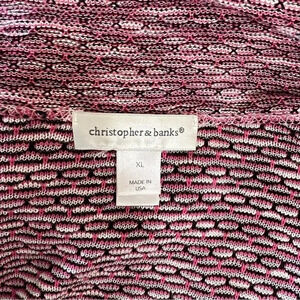 christopher & banks®
XL
MADE IN
USA